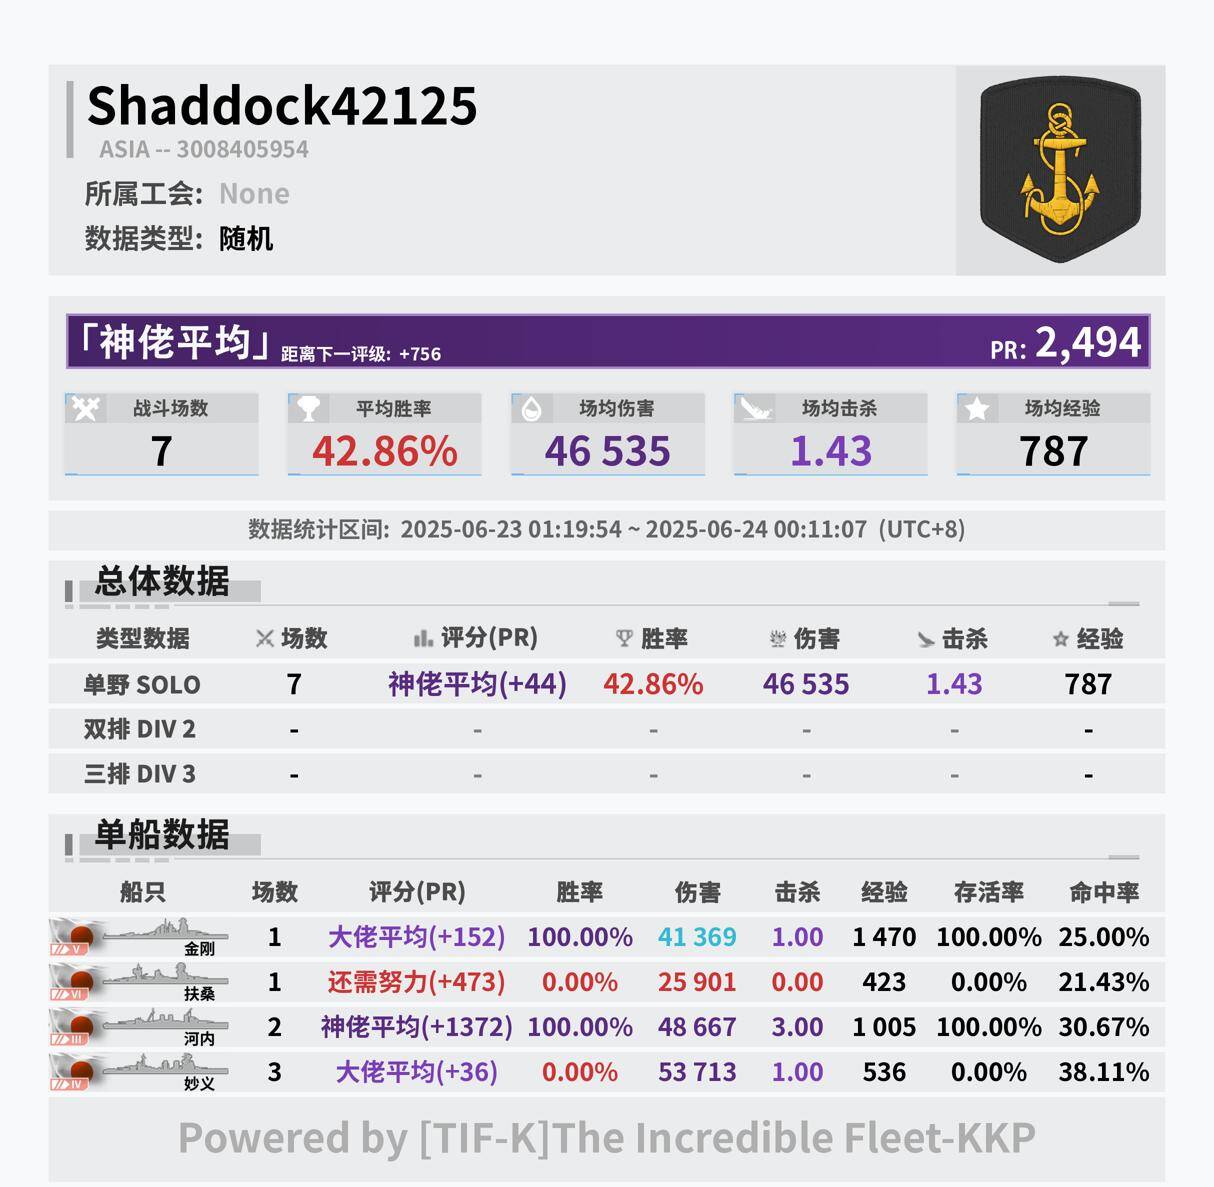 Shaddock42125
ASIA -- 3008405954
所属工会: None
数据类型: 随机
「神佬平均」 距离下一评级: +756 PR: 2,494
战斗场数 平均胜率 场均伤害 场均击杀 场均经验
7 42.86% 46 535 1.43 787
数据统计区间: 2025-06-23 01:19:54 ~ 2025-06-24 00:11:07 (UTC+8)
总体数据
类型数据 场数 评分(PR) 胜率 伤害 击杀 经验
单野 SOLO 7 神佬平均(+44) 42.86% 46 535 1.43 787
双排 DIV 2 - - - - - -
三排 DIV 3 - - - - - -
单船数据
船只 场数 评分(PR) 胜率 伤害 击杀 经验 存活率 命中率
V 金刚 1 大佬平均(+152) 100.00% 41 369 1.00 1 470 100.00% 25.00%
VI 扶桑 1 还需努力(+473) 0.00% 25 901 0.00 423 0.00% 21.43%
III 河内 2 神佬平均(+1372) 100.00% 48 667 3.00 1 005 100.00% 30.67%
IV 妙义 3 大佬平均(+36) 0.00% 53 713 1.00 536 0.00% 38.11%
Powered by [TIF-K]The Incredible Fleet-KKP